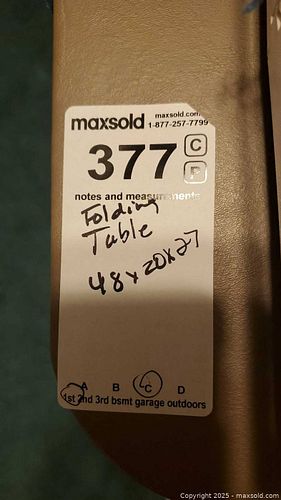 maxsold maxsold.com
1-877-257-7799
377 C
P
notes and measurements
Folding
Table
48 x 20 x 27
A B C D
1st 2nd 3rd bsmt garage outdoors
Copyright © 2025 - maxsold.com